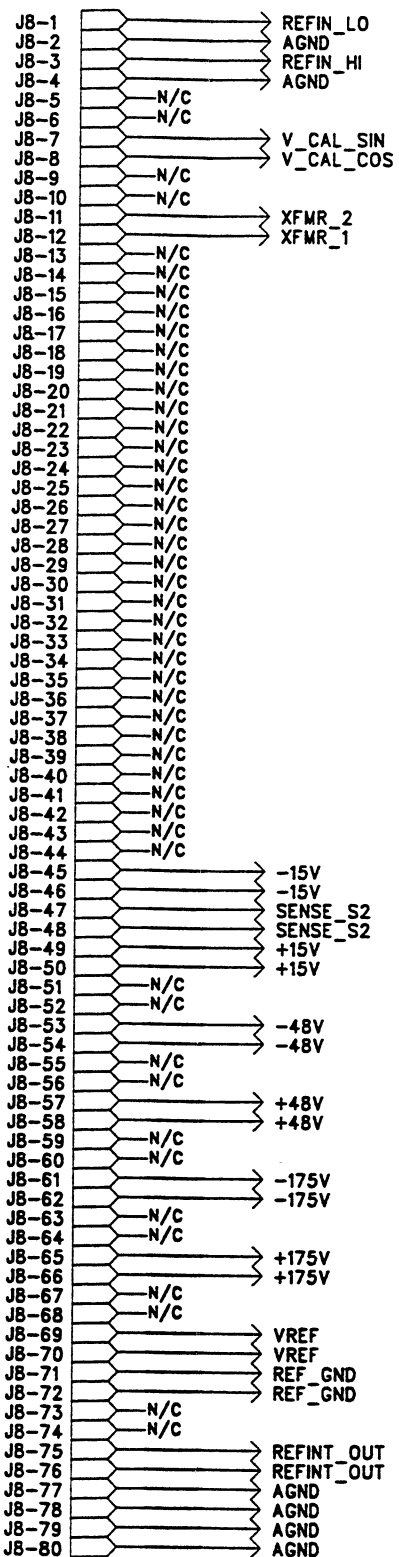 J8-1 REFIN_LO
J8-2 AGND
J8-3 REFIN_HI
J8-4 AGND
J8-5 N/C
J8-6 N/C
J8-7 V_CAL_SIN
J8-8 V_CAL_COS
J8-9 N/C
J8-10 N/C
J8-11 XFMR_2
J8-12 XFMR_1
J8-13 N/C
J8-14 N/C
J8-15 N/C
J8-16 N/C
J8-17 N/C
J8-18 N/C
J8-19 N/C
J8-20 N/C
J8-21 N/C
J8-22 N/C
J8-23 N/C
J8-24 N/C
J8-25 N/C
J8-26 N/C
J8-27 N/C
J8-28 N/C
J8-29 N/C
J8-30 N/C
J8-31 N/C
J8-32 N/C
J8-33 N/C
J8-34 N/C
J8-35 N/C
J8-36 N/C
J8-37 N/C
J8-38 N/C
J8-39 N/C
J8-40 N/C
J8-41 N/C
J8-42 N/C
J8-43 N/C
J8-44 N/C
J8-45 -15V
J8-46 -15V
J8-47 SENSE_S2
J8-48 SENSE_S2
J8-49 +15V
J8-50 +15V
J8-51 N/C
J8-52 N/C
J8-53 -48V
J8-54 -48V
J8-55 N/C
J8-56 N/C
J8-57 +48V
J8-58 +48V
J8-59 N/C
J8-60 N/C
J8-61 -175V
J8-62 -175V
J8-63 N/C
J8-64 N/C
J8-65 +175V
J8-66 +175V
J8-67 N/C
J8-68 N/C
J8-69 VREF
J8-70 VREF
J8-71 REF_GND
J8-72 REF_GND
J8-73 N/C
J8-74 N/C
J8-75 REFINT_OUT
J8-76 REFINT_OUT
J8-77 AGND
J8-78 AGND
J8-79 AGND
J8-80 AGND